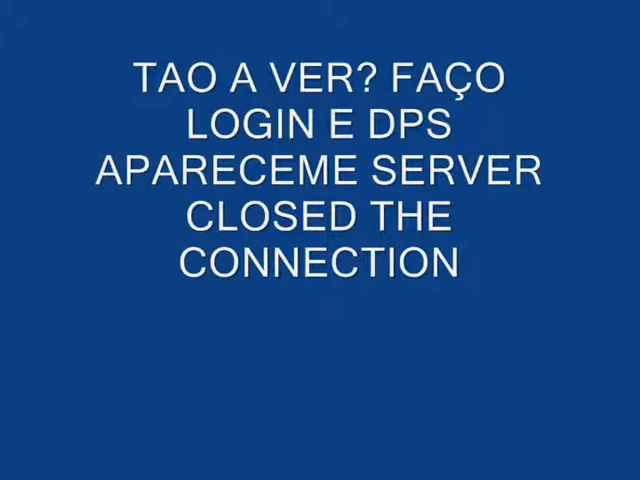 TAO A VER? FAÇO
LOGIN E DPS
APARECEME SERVER
CLOSED THE
CONNECTION